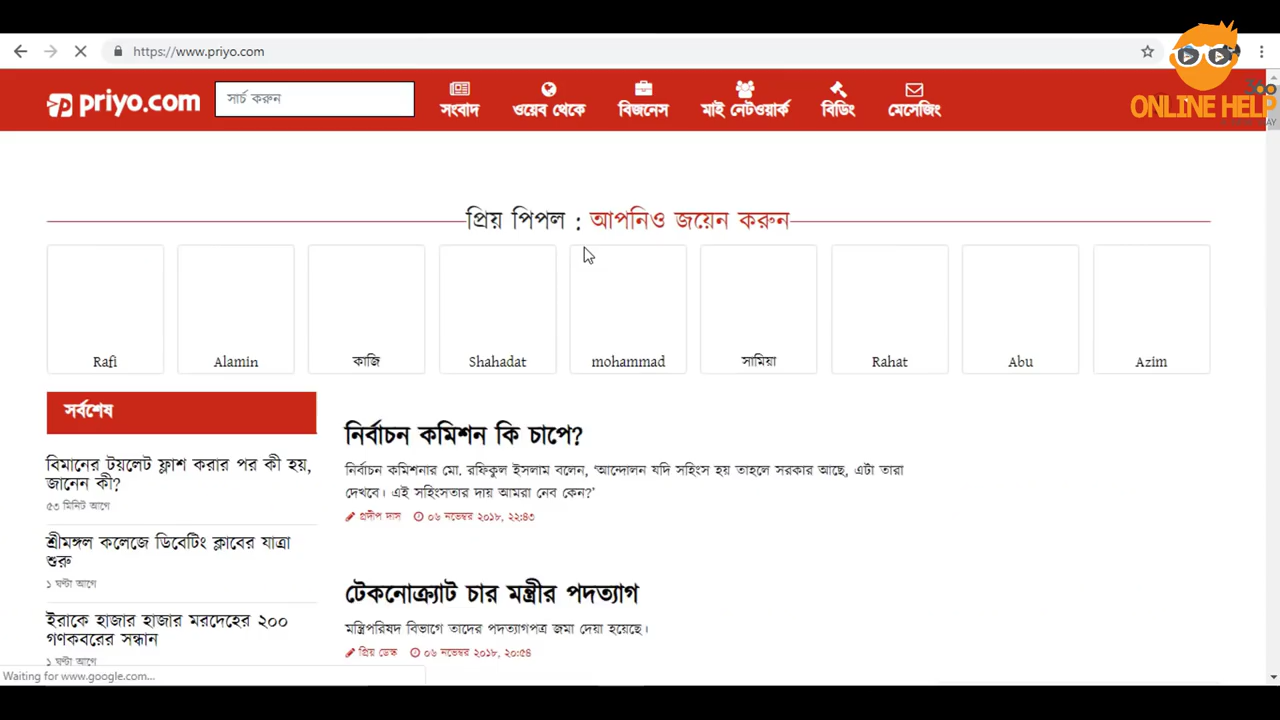 https://www.priyo.com
ONLINE HELP
priyo.com
সার্চ করুন
সংবাদ
ওয়েব থেকে
বিজনেস
মাই নেটওয়ার্ক
বিডিং
মেসেজিং
প্রিয় পিপল : আপনিও জয়েন করুন
Rafi
Alamin
কাজি
Shahadat
mohammad
সামিয়া
Rahat
Abu
Azim
সর্বশেষ
বিমানের টয়লেট ফ্লাশ করার পর কী হয়,
জানেন কী?
৫৩ মিনিট আগে
শ্রীমঙ্গল কলেজে ডিবেটিং ক্লাবের যাত্রা
শুরু
১ ঘণ্টা আগে
ইরাকে হাজার হাজার মরদেহের ২০০
গণকবরের সন্ধান
১ ঘণ্টা আগে
নির্বাচন কমিশন কি চাপে?
নির্বাচন কমিশনার মো. রফিকুল ইসলাম বলেন, ‘আন্দোলন যদি সহিংস হয় তাহলে সরকার আছে, এটা তারা
দেখবে। এই সহিংসতার দায় আমরা নেব কেন?’
প্রদীপ দাস ০৬ নভেম্বর ২০১৮, ২২:৪৩
টেকনোক্র্যাট চার মন্ত্রীর পদত্যাগ
মন্ত্রিপরিষদ বিভাগে তাদের পদত্যাগপত্র জমা দেয়া হয়েছে।
প্রিয় ডেস্ক ০৬ নভেম্বর ২০১৮, ২০:৫৪
Waiting for www.google.com...